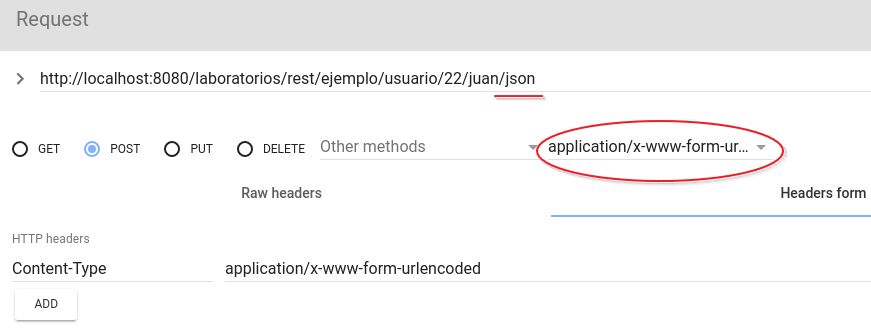 Request
http://localhost:8080/laboratorios/rest/ejemplo/usuario/22/juan/json
GET POST PUT DELETE Other methods application/x-www-form-ur...
Raw headers Headers form
HTTP headers
Content-Type application/x-www-form-urlencoded
ADD